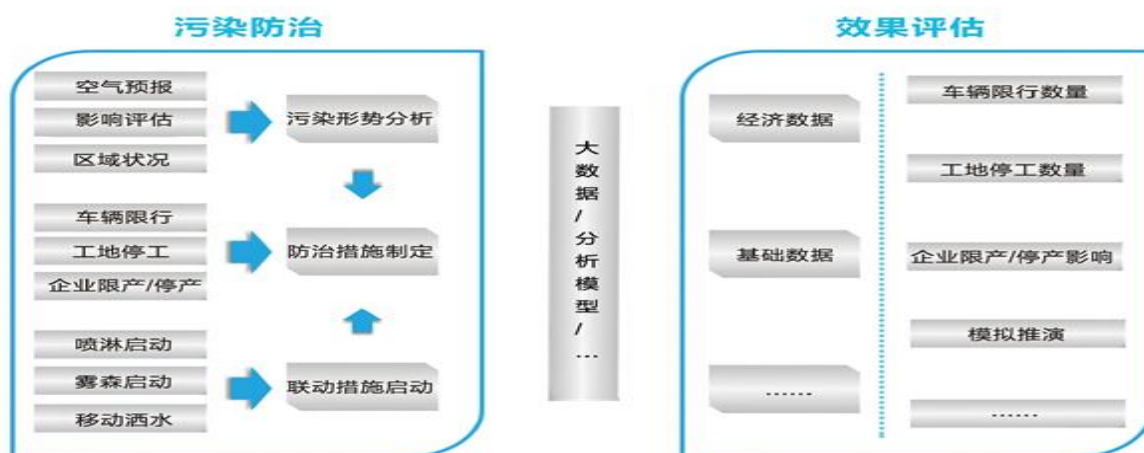 污染防治
空气预报
影响评估
区域状况
污染形势分析
车辆限行
工地停工
企业限产/停产
防治措施制定
喷淋启动
雾森启动
移动洒水
联动措施启动
大数据/分析模型/…
效果评估
经济数据
基础数据
……
车辆限行数量
工地停工数量
企业限产/停产影响
模拟推演
……